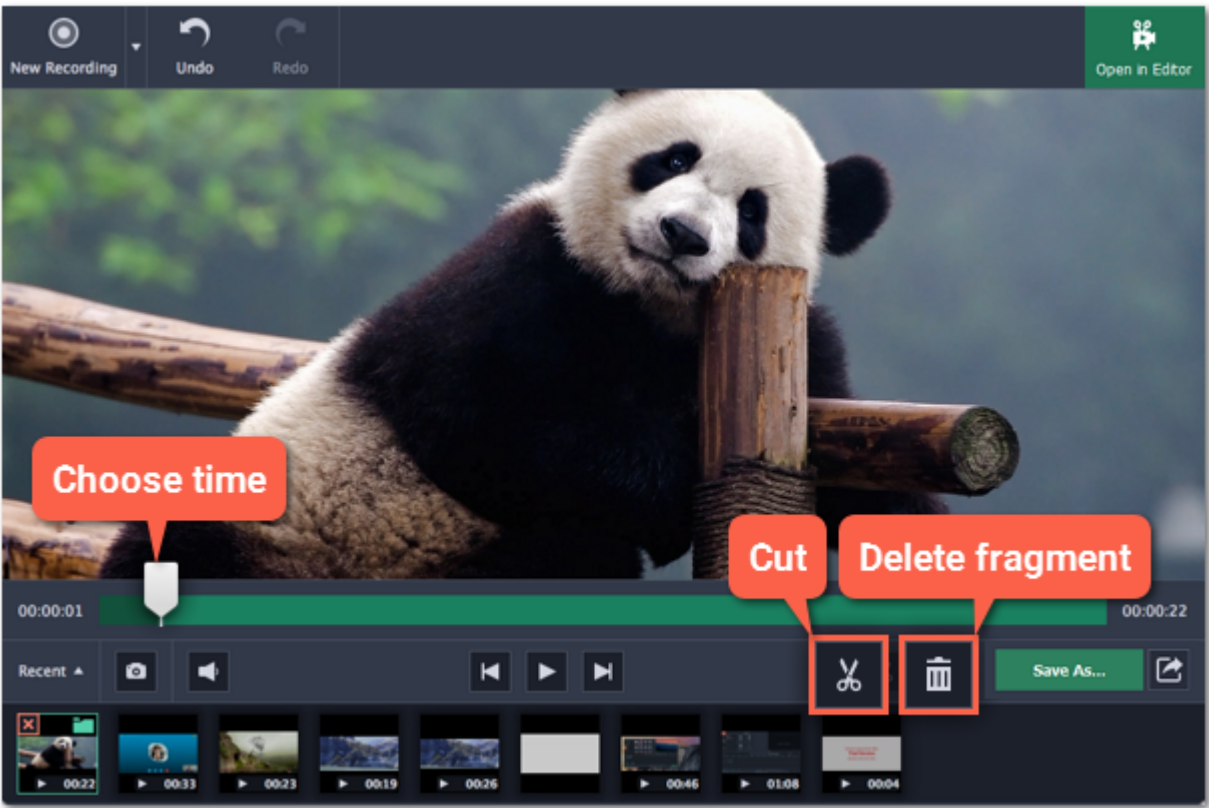 New Recording
Undo
Redo
Open in Editor
Choose time
Cut
Delete fragment
00:00:01
00:00:22
Recent
Save As...
00:22
00:33
00:23
00:19
00:26
00:46
01:08
00:04